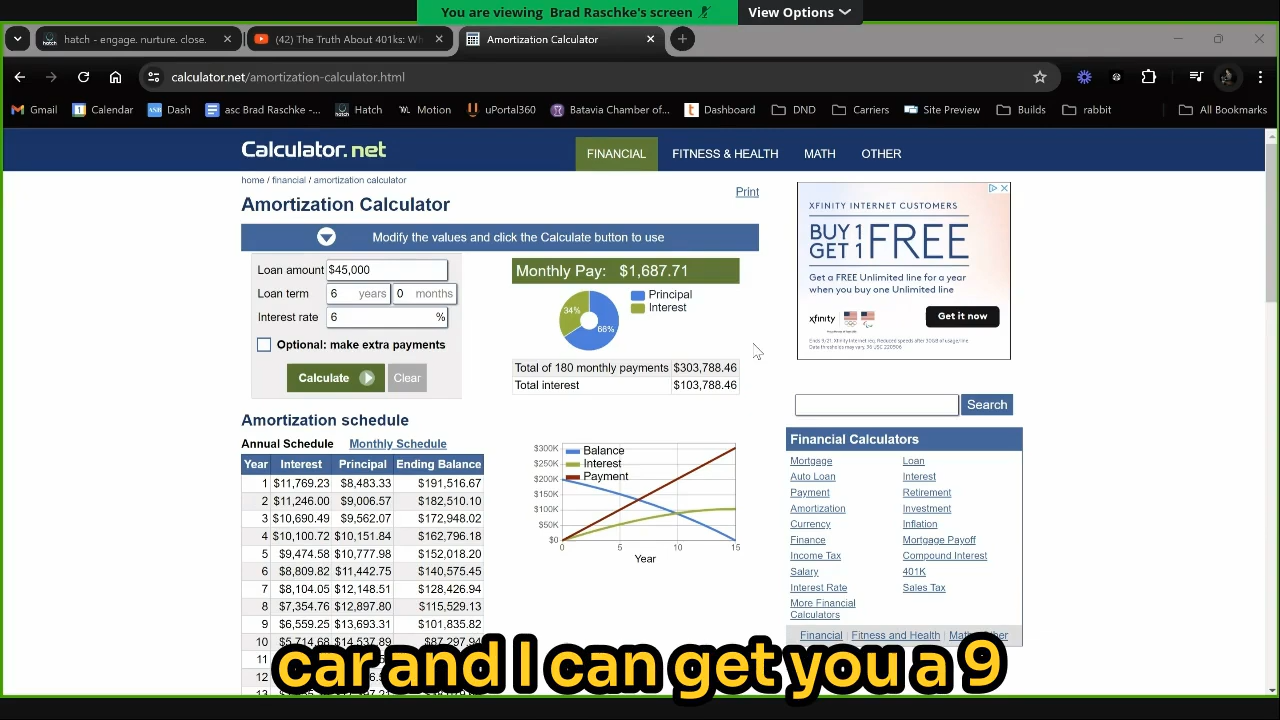 You are viewing Brad Raschke's screen
View Options
hatch - engage. nurture. close.
(42) The Truth About 401ks: Wh
Amortization Calculator
calculator.net/amortization-calculator.html
Gmail
Calendar
Dash
asc Brad Raschke -...
Hatch
Motion
uPortal360
Batavia Chamber of...
Dashboard
DND
Carriers
Site Preview
Builds
rabbit
All Bookmarks
Calculator.net
FINANCIAL
FITNESS & HEALTH
MATH
OTHER
home / financial / amortization calculator
Print
Amortization Calculator
Modify the values and click the Calculate button to use
Loan amount $45,000
Loan term 6 years 0 months
Interest rate 6 %
Optional: make extra payments
Calculate
Clear
Monthly Pay: $1,687.71
34%
66%
Principal
Interest
Total of 180 monthly payments $303,788.46
Total interest $103,788.46
XFINITY INTERNET CUSTOMERS
BUY 1
GET 1 FREE
Get a FREE Unlimited line for a year
when you buy one Unlimited line
xfinity
Get it now
Search
Amortization schedule
Annual Schedule
Monthly Schedule
Year Interest Principal Ending Balance
1 $11,769.23 $8,483.33 $191,516.67
2 $11,246.00 $9,006.57 $182,510.10
3 $10,690.49 $9,562.07 $172,948.02
4 $10,100.72 $10,151.84 $162,796.18
5 $9,474.58 $10,777.98 $152,018.20
6 $8,809.82 $11,442.75 $140,575.45
7 $8,104.05 $12,148.51 $128,426.94
8 $7,354.76 $12,897.80 $115,529.13
9 $6,559.25 $13,693.31 $101,835.82
10 $5,714.68 $14,537.89 $87,297.94
11
12
13
$300K
$250K
$200K
$150K
$100K
$50K
$0
Balance
Interest
Payment
0
5
10
15
Year
Financial Calculators
Mortgage
Loan
Auto Loan
Interest
Payment
Retirement
Amortization
Investment
Currency
Inflation
Finance
Mortgage Payoff
Income Tax
Compound Interest
Salary
401K
Interest Rate
Sales Tax
More Financial
Calculators
Financial | Fitness and Health | Math Other
car and I can get you a 9